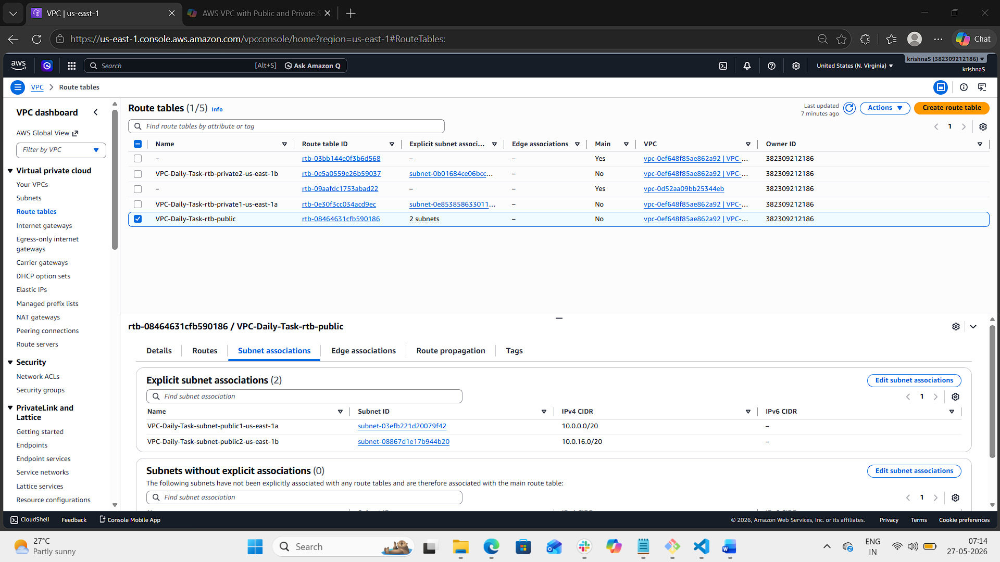 VPC | us-east-1
AWS VPC with Public and Private S
https://us-east-1.console.aws.amazon.com/vpcconsole/home?region=us-east-1#RouteTables:
Chat
aws
Search
[Alt+S]
Ask Amazon Q
United States (N. Virginia)
krishnaS (382309212186)
krishnaS
VPC
Route tables
VPC dashboard
AWS Global View
Filter by VPC
Virtual private cloud
Your VPCs
Subnets
Route tables
Internet gateways
Egress-only internet
gateways
Carrier gateways
DHCP option sets
Elastic IPs
Managed prefix lists
NAT gateways
Peering connections
Route servers
Security
Network ACLs
Security groups
PrivateLink and
Lattice
Getting started
Endpoints
Endpoint services
Service networks
Lattice services
Resource configurations
Route tables (1/5) Info
Last updated
7 minutes ago
Actions
Create route table
Find route tables by attribute or tag
1
Name Route table ID Explicit subnet associ... Edge associations Main VPC Owner ID
– rtb-03bb144e0f3b6d568 – – Yes vpc-0ef648f85ae862a92 | VPC-... 382309212186
VPC-Daily-Task-rtb-private2-us-east-1b rtb-0e5a0559e26b59037 subnet-0b01684ce06bcc... – No vpc-0ef648f85ae862a92 | VPC-... 382309212186
– rtb-09aafdc1753abad22 – – Yes vpc-0d52aa09bb25344eb 382309212186
VPC-Daily-Task-rtb-private1-us-east-1a rtb-0e30f3cc034acd9ec subnet-0e853858633011... – No vpc-0ef648f85ae862a92 | VPC-... 382309212186
VPC-Daily-Task-rtb-public rtb-08464631cfb590186 2 subnets – No vpc-0ef648f85ae862a92 | VPC-... 382309212186
rtb-08464631cfb590186 / VPC-Daily-Task-rtb-public
Details Routes Subnet associations Edge associations Route propagation Tags
Explicit subnet associations (2)
Edit subnet associations
Find subnet association
1
Name Subnet ID IPv4 CIDR IPv6 CIDR
VPC-Daily-Task-subnet-public1-us-east-1a subnet-03efb221d20079f42 10.0.0.0/20 –
VPC-Daily-Task-subnet-public2-us-east-1b subnet-08867d1e17b944b20 10.0.16.0/20 –
Subnets without explicit associations (0)
Edit subnet associations
The following subnets have not been explicitly associated with any route tables and are therefore associated with the main route table:
Find subnet association
1
CloudShell Feedback Console Mobile App
© 2026, Amazon Web Services, Inc. or its affiliates. Privacy Terms Cookie preferences
27°C
Partly sunny
Search
ENG
IN
07:14
27-05-2026